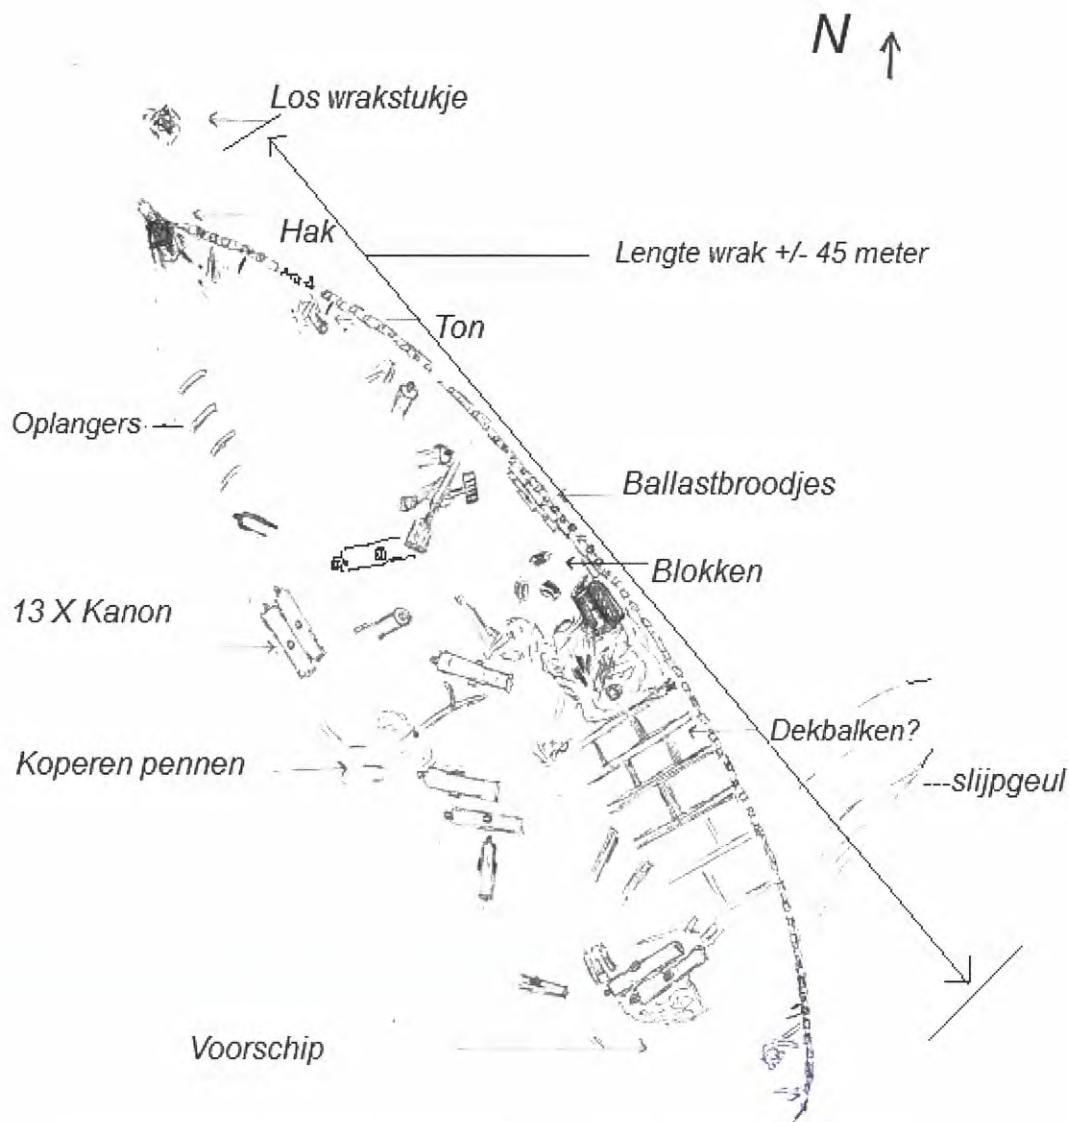 N
Los wrakstukje
Hak
Lengte wrak +/- 45 meter
Ton
Oplangers
Ballastbroodjes
Blokken
13 X Kanon
Dekbalken?
Koperen pennen
---slijpgeul
Voorschip